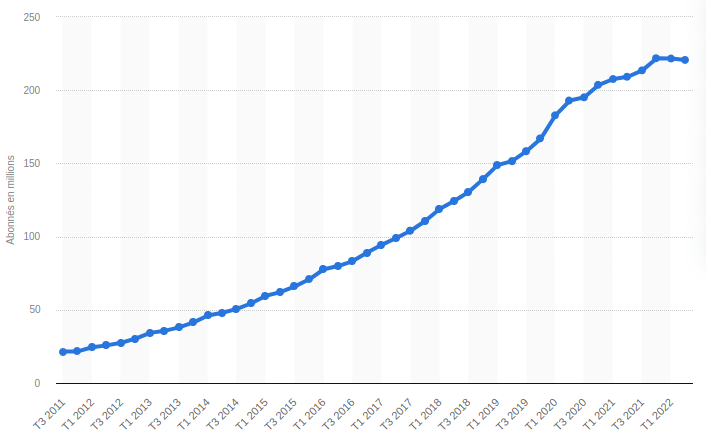 250
200
150
100
50
0
Abonnés en millions
T3 2011
T1 2012
T3 2012
T1 2013
T3 2013
T1 2014
T3 2014
T1 2015
T3 2015
T1 2016
T3 2016
T1 2017
T3 2017
T1 2018
T3 2018
T1 2019
T3 2019
T1 2020
T3 2020
T1 2021
T3 2021
T1 2022